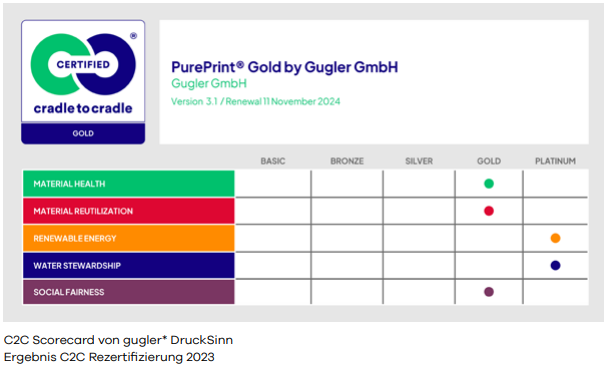 CERTIFIED
cradle to cradle®
GOLD
PurePrint® Gold by Gugler GmbH
Gugler GmbH
Version 3.1 / Renewal 11 November 2024
BASIC BRONZE SILVER GOLD PLATINUM
MATERIAL HEALTH
MATERIAL REUTILIZATION
RENEWABLE ENERGY
WATER STEWARDSHIP
SOCIAL FAIRNESS
C2C Scorecard von gugler* DruckSinn
Ergebnis C2C Rezertifizierung 2023